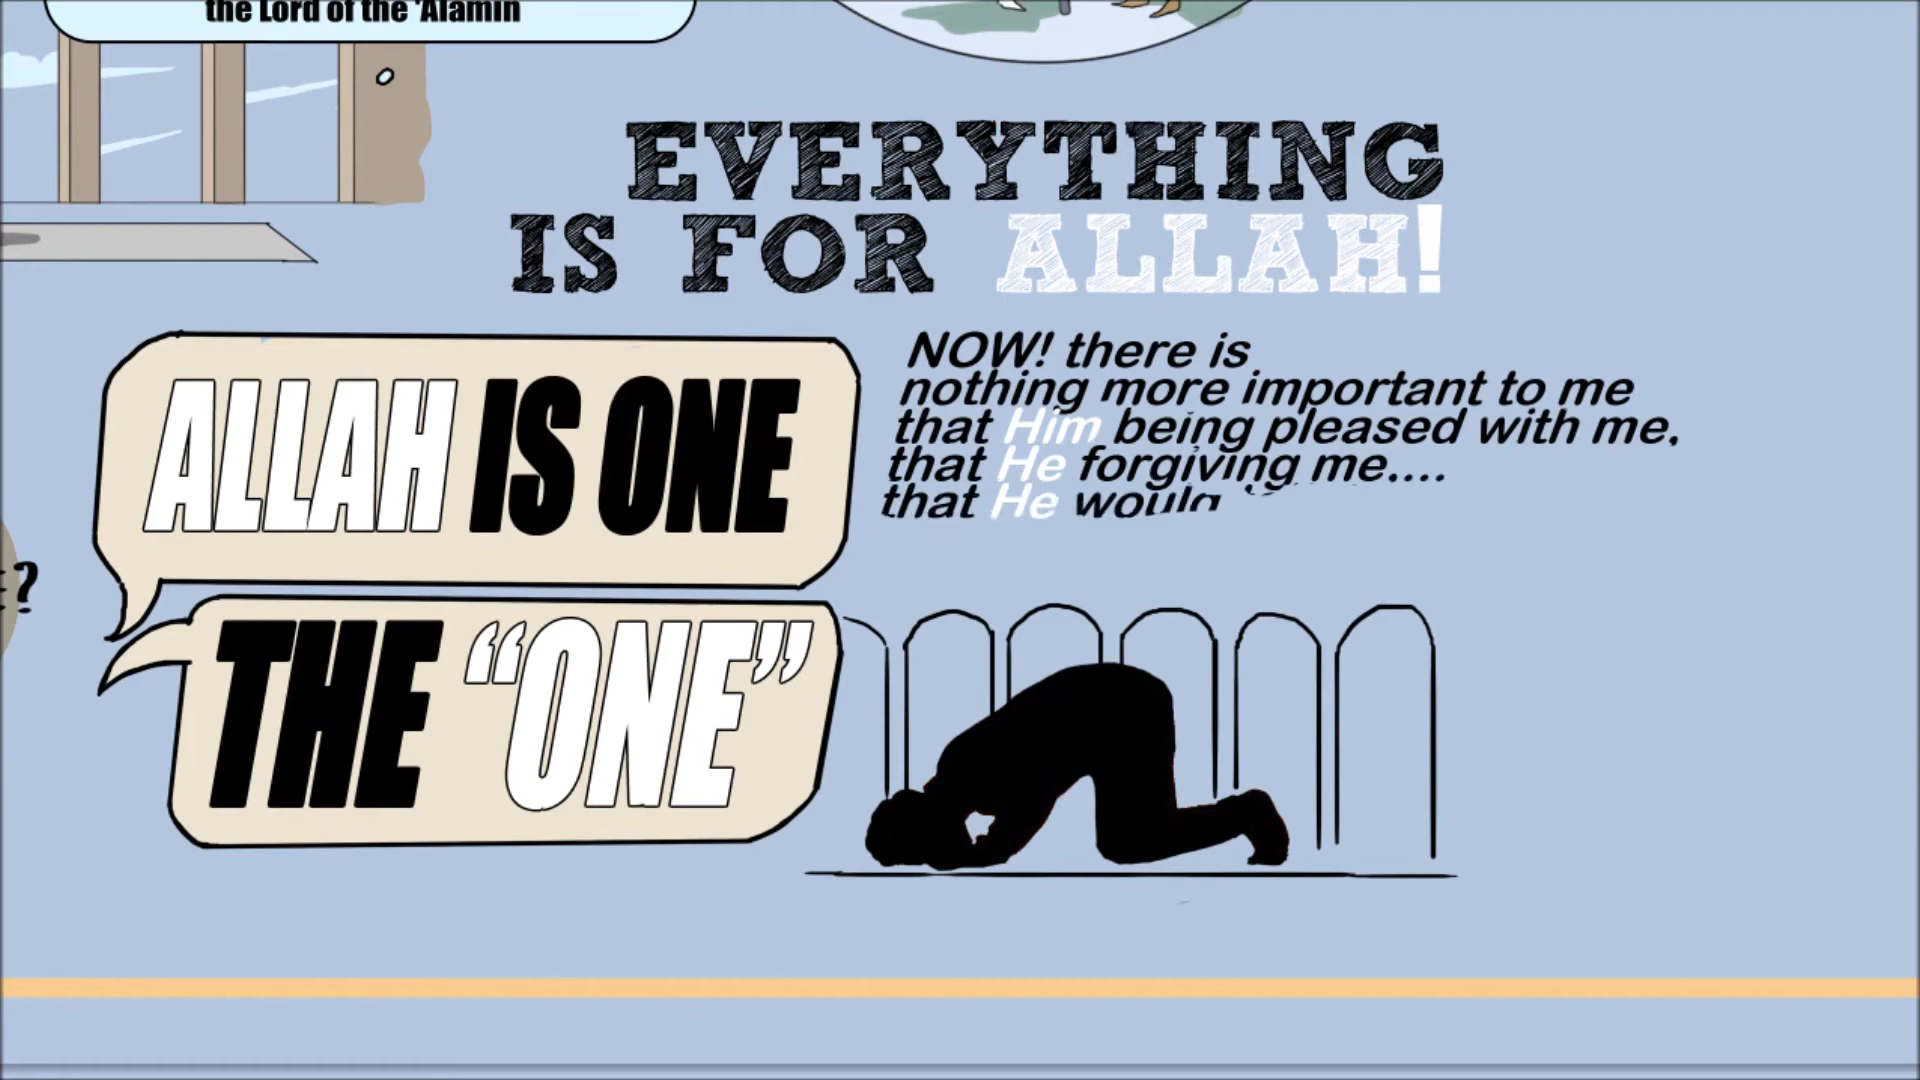 the Lord of the 'Alamin
EVERYTHING
IS FOR ALLAH!
ALLAH IS ONE
THE “ONE”
NOW! there is
nothing more important to me
that Him being pleased with me,
that He forgiving me....
that He would
?